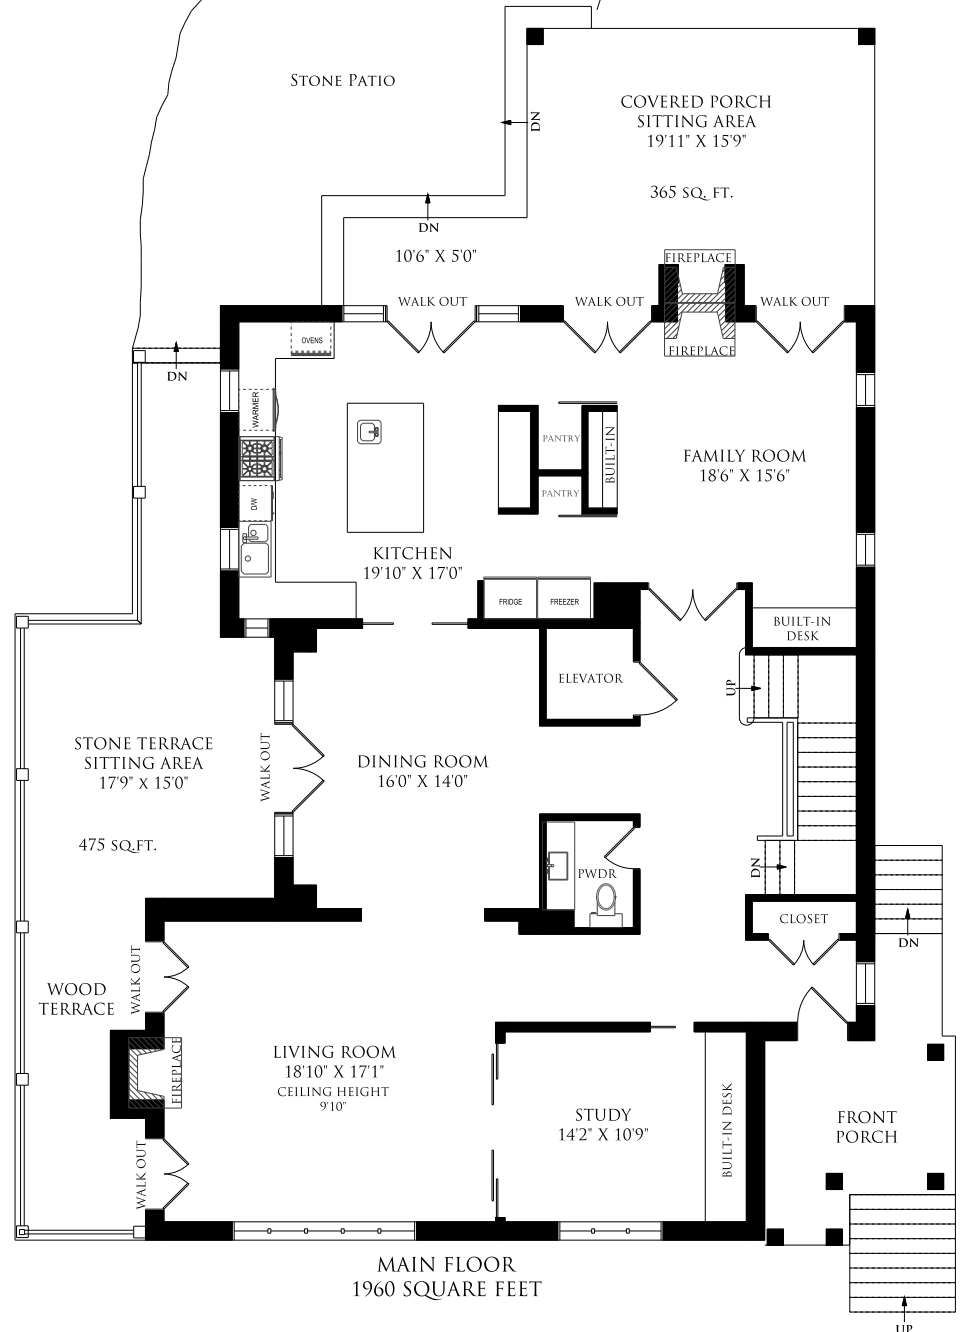 STONE PATIO
COVERED PORCH
SITTING AREA
19'11" X 15'9"
DN
365 SQ. FT.
DN
10'6" X 5'0"
FIREPLACE
WALK OUT
WALK OUT
WALK OUT
OVENS
FIREPLACE
DN
WARMER
PANTRY
BUILT-IN
FAMILY ROOM
18'6" X 15'6"
PANTRY
D/W
KITCHEN
19'10" X 17'0"
FRIDGE
FREEZER
BUILT-IN
DESK
ELEVATOR
UP
STONE TERRACE
SITTING AREA
17'9" X 15'0"
WALK OUT
DINING ROOM
16'0" X 14'0"
475 SQ.FT.
PWDR
DN
CLOSET
DN
WALK OUT
WOOD
TERRACE
LIVING ROOM
18'10" X 17'1"
CEILING HEIGHT
9'10"
FIREPLACE
STUDY
14'2" X 10'9"
BUILT-IN DESK
FRONT
PORCH
WALK OUT
MAIN FLOOR
1960 SQUARE FEET
UP